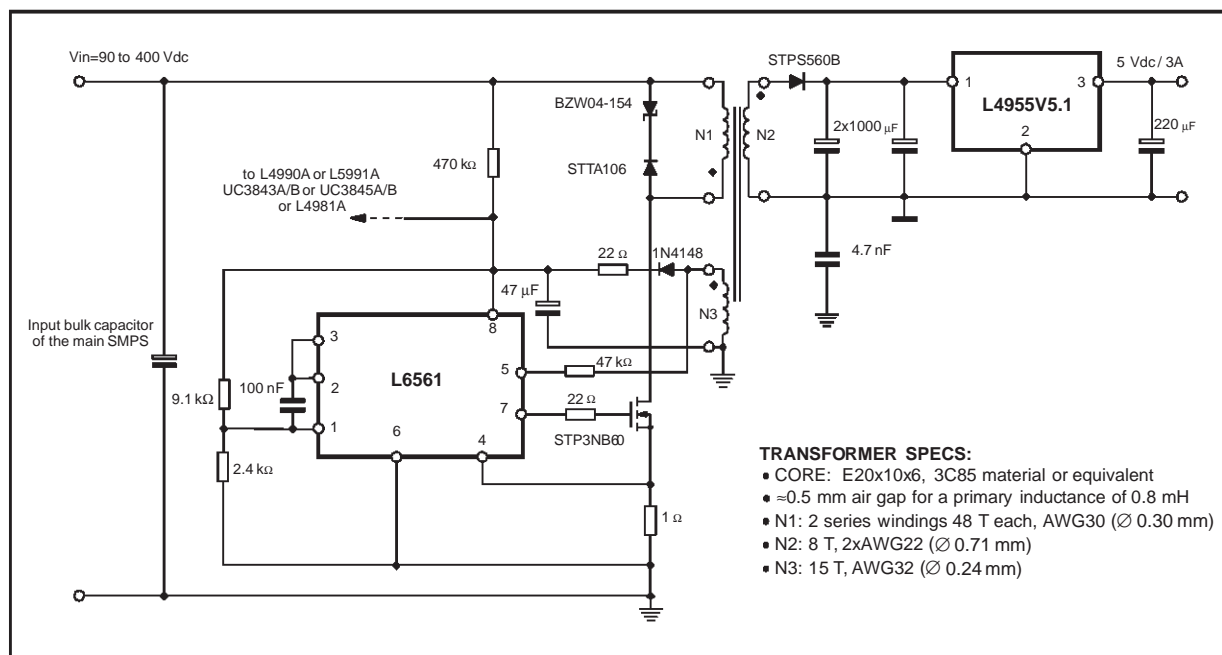 Vin=90 to 400 Vdc
STPS560B
5 Vdc / 3A
BZW04-154
1
3
L4955V5.1
N1
N2
2x1000 µF
2
220 µF
470 kΩ
STTA106
to L4990A or L5991A
UC3843A/B or UC3845A/B
or L4981A
22 Ω
1N4148
4.7 nF
47 µF
N3
Input bulk capacitor
of the main SMPS
8
3
5
47 kΩ
L6561
100 nF
2
9.1 kΩ
22 Ω
7
1
6
4
STP3NB60
2.4 kΩ
1 Ω
TRANSFORMER SPECS:
• CORE: E20x10x6, 3C85 material or equivalent
• ≈0.5 mm air gap for a primary inductance of 0.8 mH
• N1: 2 series windings 48 T each, AWG30 (∅ 0.30 mm)
• N2: 8 T, 2xAWG22 (∅ 0.71 mm)
• N3: 15 T, AWG32 (∅ 0.24 mm)